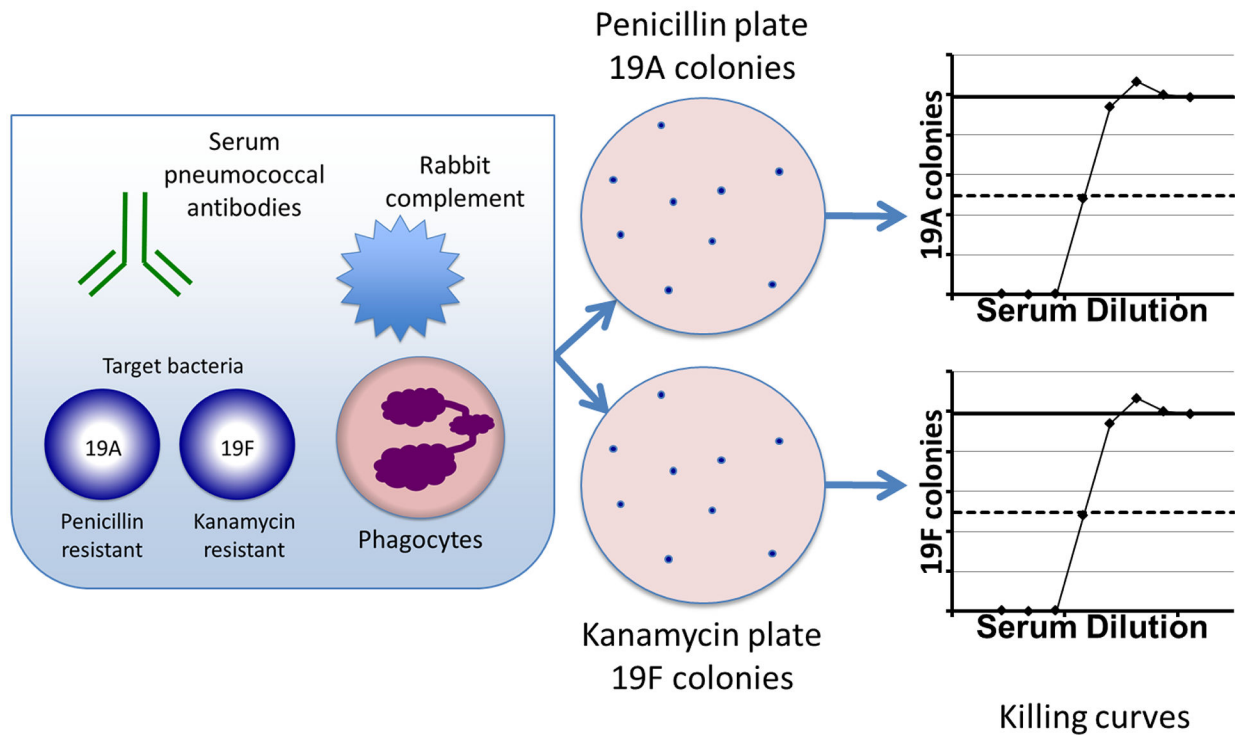 Serum
pneumococcal
antibodies
Rabbit
complement
Target bacteria
19A
19F
Penicillin
resistant
Kanamycin
resistant
Phagocytes
Penicillin plate
19A colonies
Kanamycin plate
19F colonies
19A colonies
Serum Dilution
19F colonies
Serum Dilution
Killing curves